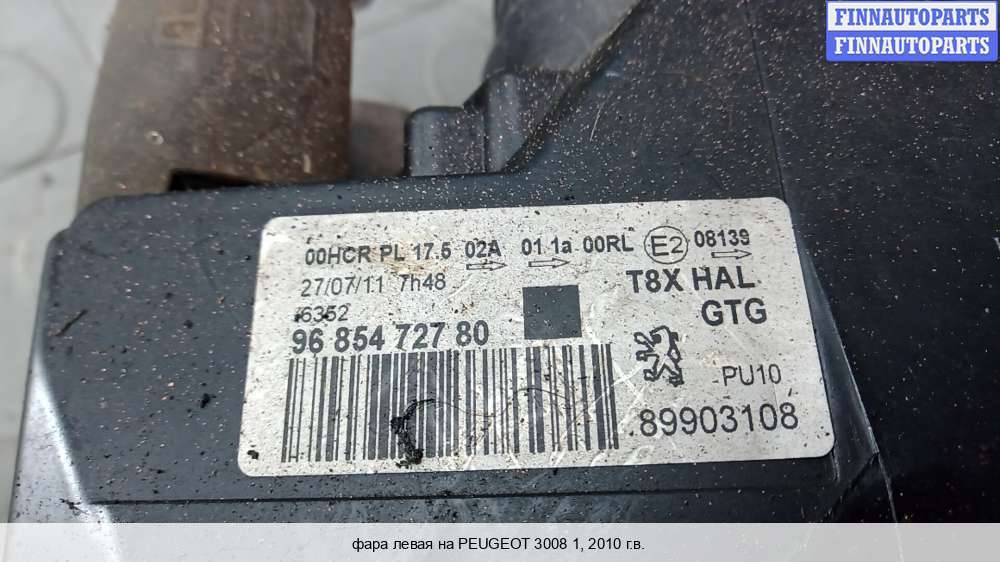 FINNAUTOPARTS
FINNAUTOPARTS
00HCR PL 17.5 02A 01 1a 00RL E2 08139
27/07/11 7h48
T8X HAL
6352
GTG
96 854 727 80
PU10
89903108
фара левая на PEUGEOT 3008 1, 2010 г.в.